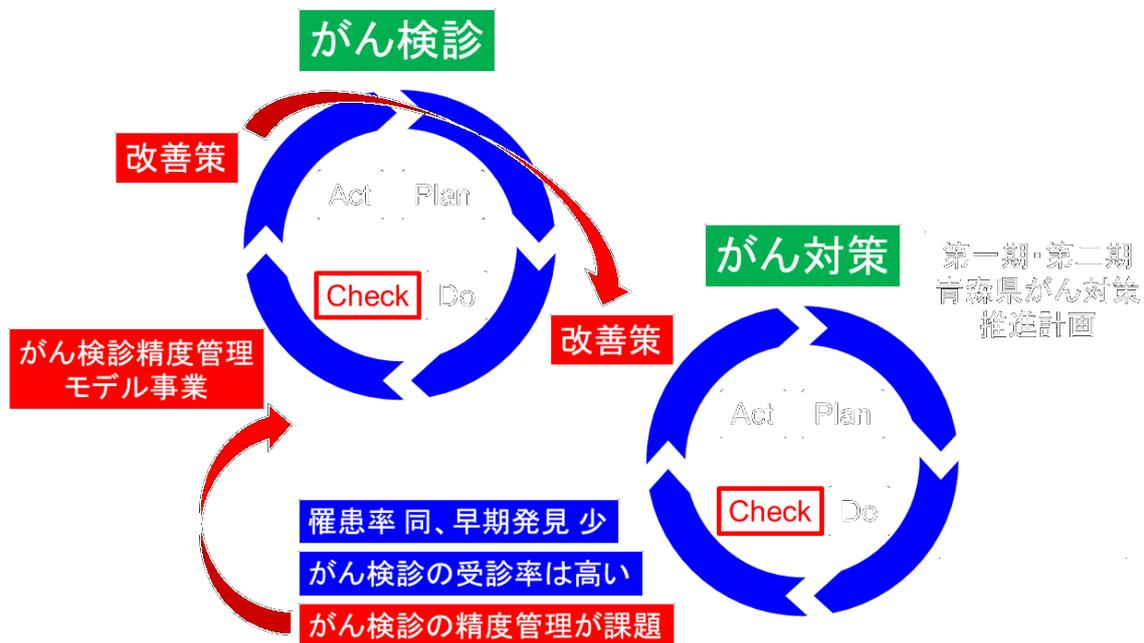 がん検診
改善策
Act
Plan
Check
Do
改善策
がん検診精度管理
モデル事業
がん対策
第一期･第二期
青森県がん対策
推進計画
Act
Plan
Check
Do
罹患率 同、早期発見 少
がん検診の受診率は高い
がん検診の精度管理が課題